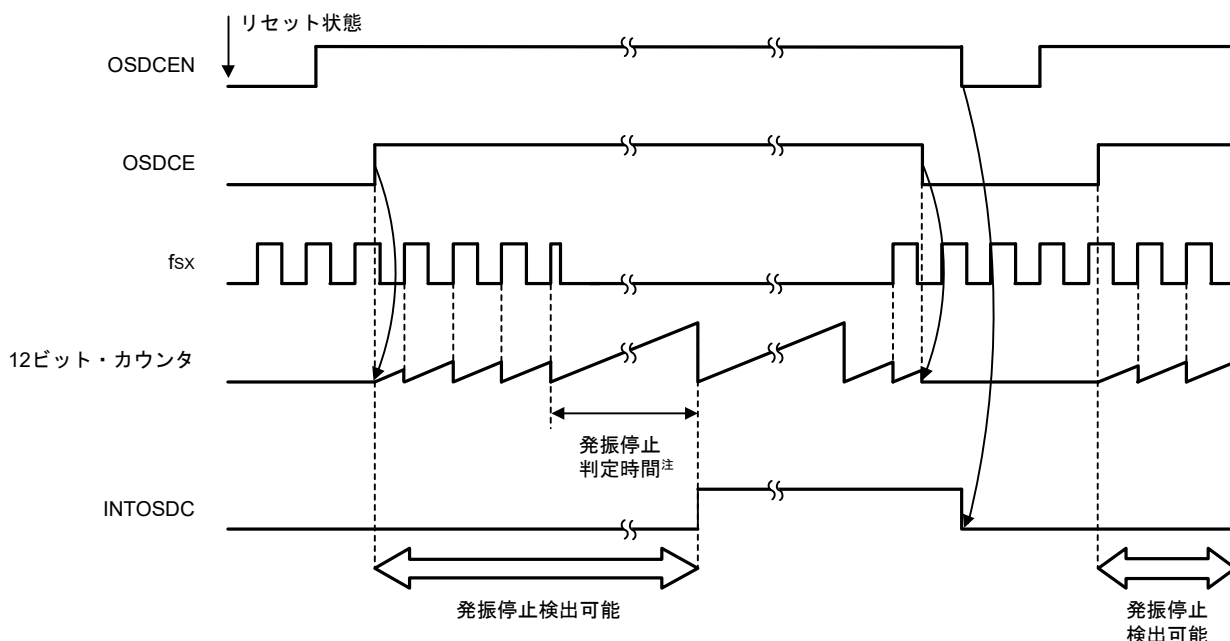 リセット状態
OSDCEN
OSDCE
fSX
12ビット・カウンタ
発振停止
判定時間注
INTOSDC
発振停止検出可能
発振停止
検出可能